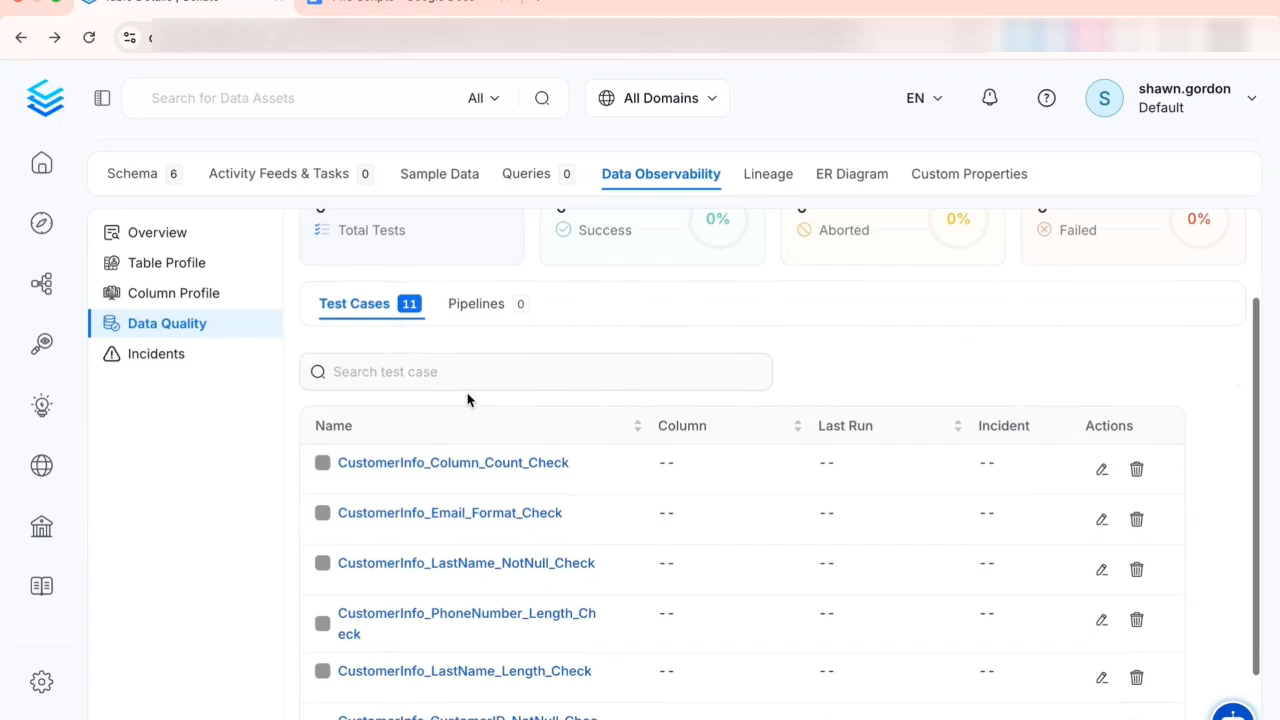 Search for Data Assets
All
All Domains
EN
S
shawn.gordon
Default
Schema 6
Activity Feeds & Tasks 0
Sample Data
Queries 0
Data Observability
Lineage
ER Diagram
Custom Properties
Overview
Table Profile
Column Profile
Data Quality
Incidents
Total Tests
Success
0%
Aborted
0%
Failed
0%
Test Cases 11
Pipelines 0
Search test case
Name Column Last Run Incident Actions
CustomerInfo_Column_Count_Check -- -- --
CustomerInfo_Email_Format_Check -- -- --
CustomerInfo_LastName_NotNull_Check -- -- --
CustomerInfo_PhoneNumber_Length_Ch -- -- --
eck
CustomerInfo_LastName_Length_Check -- -- --